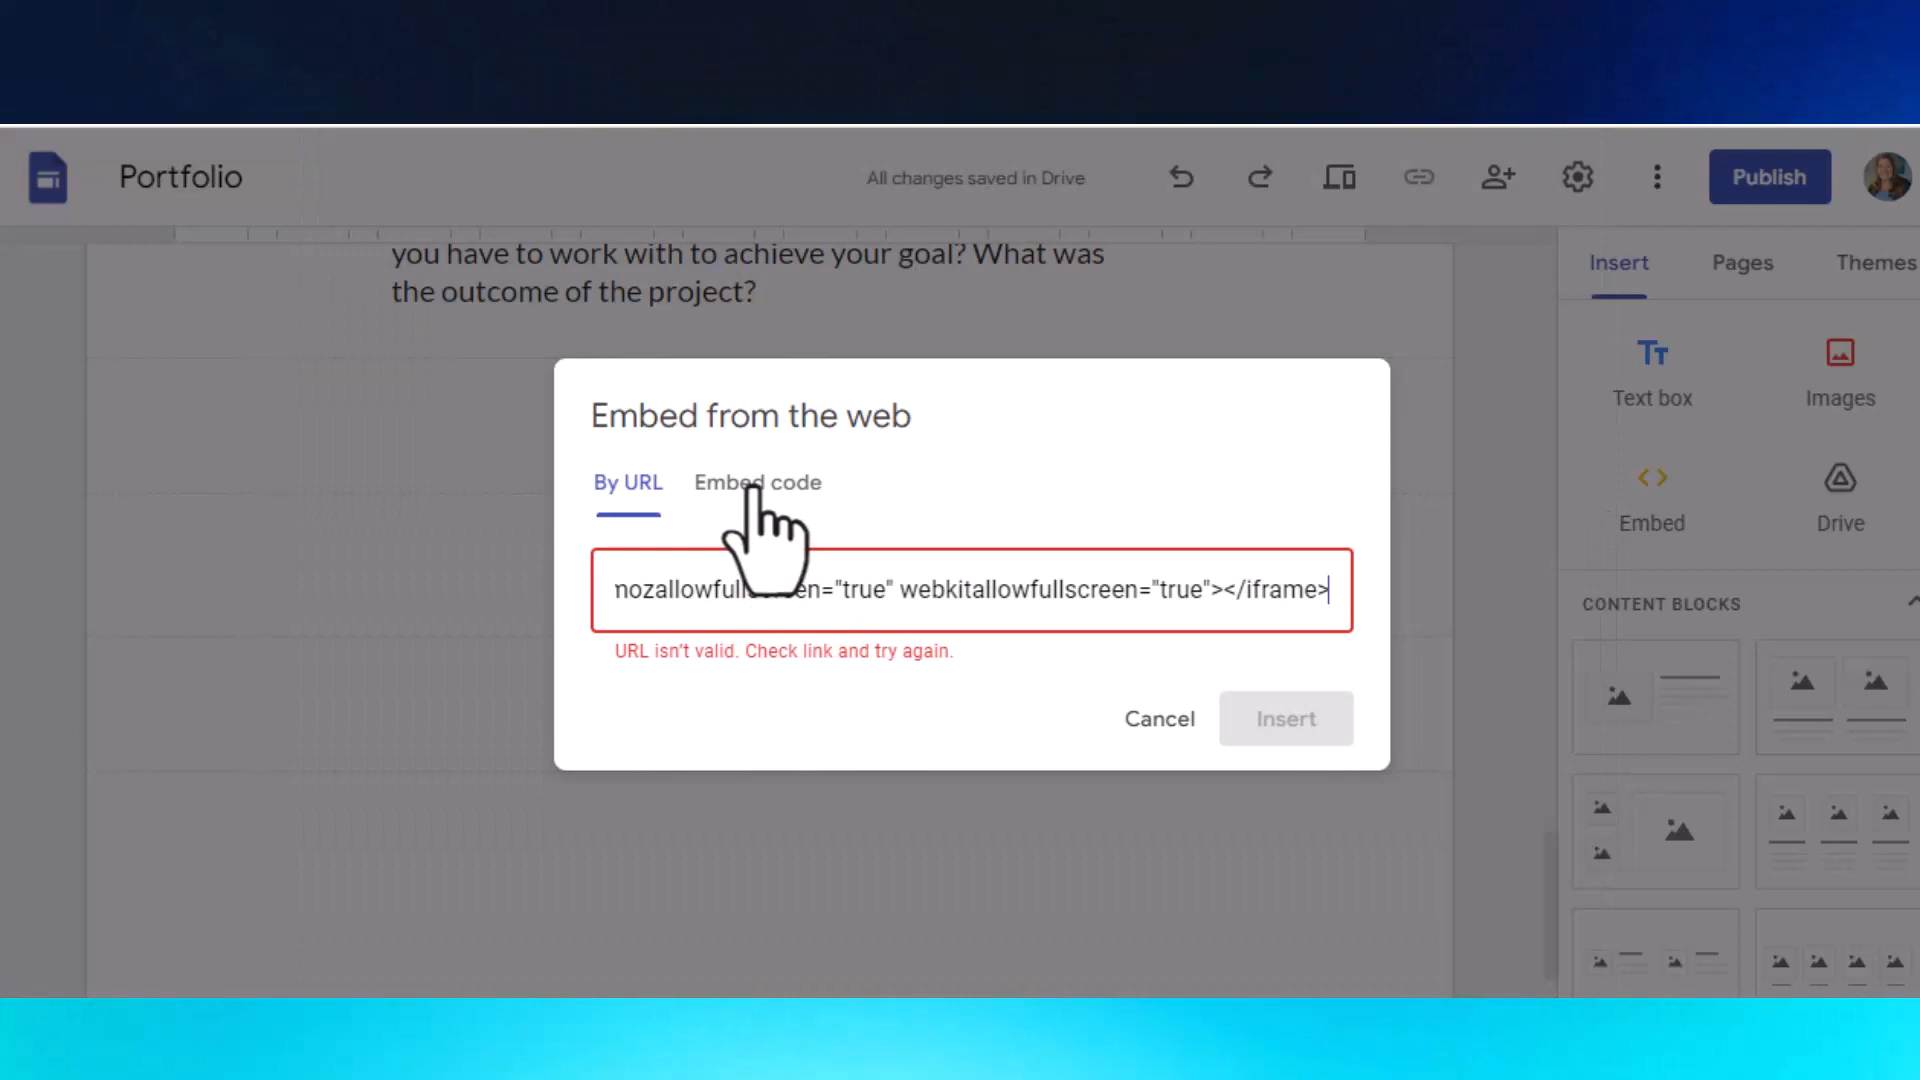 Portfolio
All changes saved in Drive
Publish
you have to work with to achieve your goal? What was
the outcome of the project?
Insert
Pages
Themes
Text box
Images
Embed
Drive
CONTENT BLOCKS
Embed from the web
By URL
Embed code
nozallowfullscreen="true" webkitallowfullscreen="true"></iframe>
URL isn't valid. Check link and try again.
Cancel
Insert